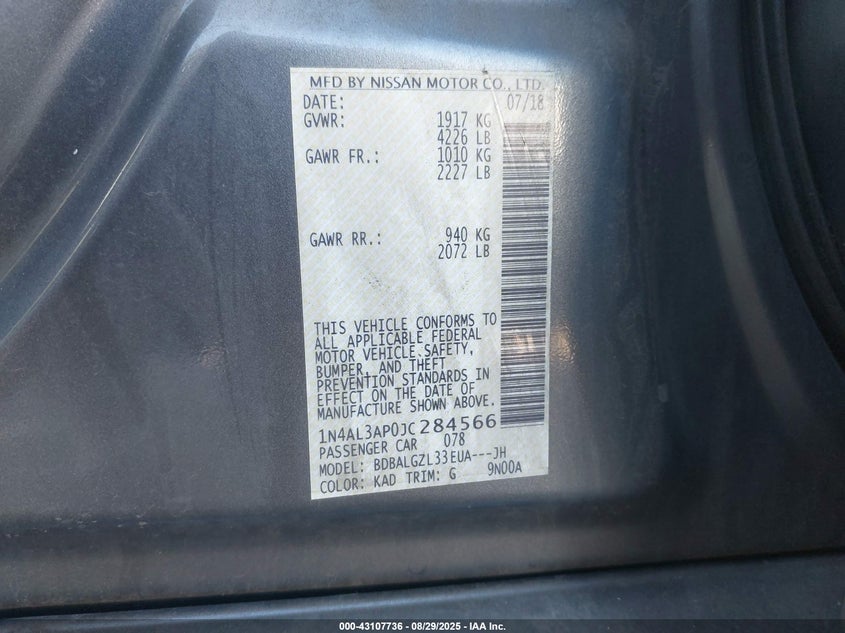 MFD BY NISSAN MOTOR CO., LTD.
DATE: 07/18
GVWR: 1917 KG
4226 LB
GAWR FR.: 1010 KG
2227 LB
GAWR RR.: 940 KG
2072 LB
THIS VEHICLE CONFORMS TO
ALL APPLICABLE FEDERAL
MOTOR VEHICLE SAFETY,
BUMPER, AND THEFT
PREVENTION STANDARDS IN
EFFECT ON THE DATE OF
MANUFACTURE SHOWN ABOVE.
1N4AL3AP0JC284566
PASSENGER CAR 078
MODEL: BDBALGZL33EUA---JH
COLOR: KAD TRIM: G 9N00A
000-43107736 - 08/29/2025 - IAA Inc.